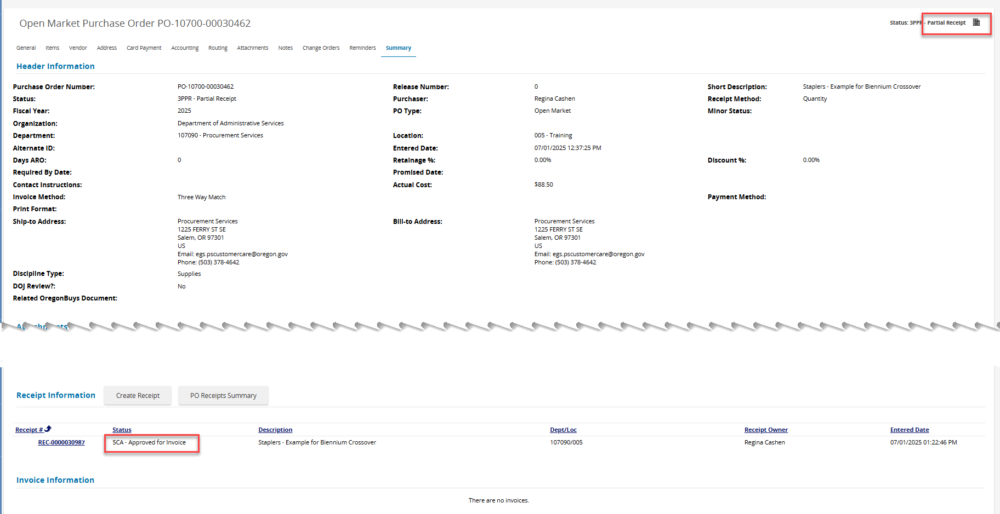 Open Market Purchase Order PO-10700-00030462
Status: 3PPR - Partial Receipt
General Items Vendor Address Card Payment Accounting Routing Attachments Notes Change Orders Reminders Summary
Header Information
Purchase Order Number: PO-10700-00030462 Release Number: 0 Short Description: Staplers - Example for Biennium Crossover
Status: 3PPR - Partial Receipt Purchaser: Regina Cashen Receipt Method: Quantity
Fiscal Year: 2025 PO Type: Open Market Minor Status:
Organization: Department of Administrative Services
Department: 107090 - Procurement Services Location: 005 - Training
Alternate ID: Entered Date: 07/01/2025 12:37:25 PM
Days ARO: 0 Retainage %: 0.00% Discount %: 0.00%
Required By Date: Promised Date:
Contact Instructions: Actual Cost: $88.50
Invoice Method: Three Way Match Payment Method:
Print Format:
Ship-to Address: Procurement Services Bill-to Address: Procurement Services
1225 FERRY ST SE 1225 FERRY ST SE
Salem, OR 97301 Salem, OR 97301
US US
Email: egs.pscustomercare@oregon.gov Email: egs.pscustomercare@oregon.gov
Phone: (503) 378-4642 Phone: (503) 378-4642
Discipline Type: Supplies
DOJ Review?: No
Related OregonBuys Document:
Attachments
Receipt Information Create Receipt PO Receipts Summary
Receipt # Status Description Dept/Loc Receipt Owner Entered Date
REC-0000030987 5CA - Approved for Invoice Staplers - Example for Biennium Crossover 107090/005 Regina Cashen 07/01/2025 01:22:46 PM
Invoice Information
There are no invoices.